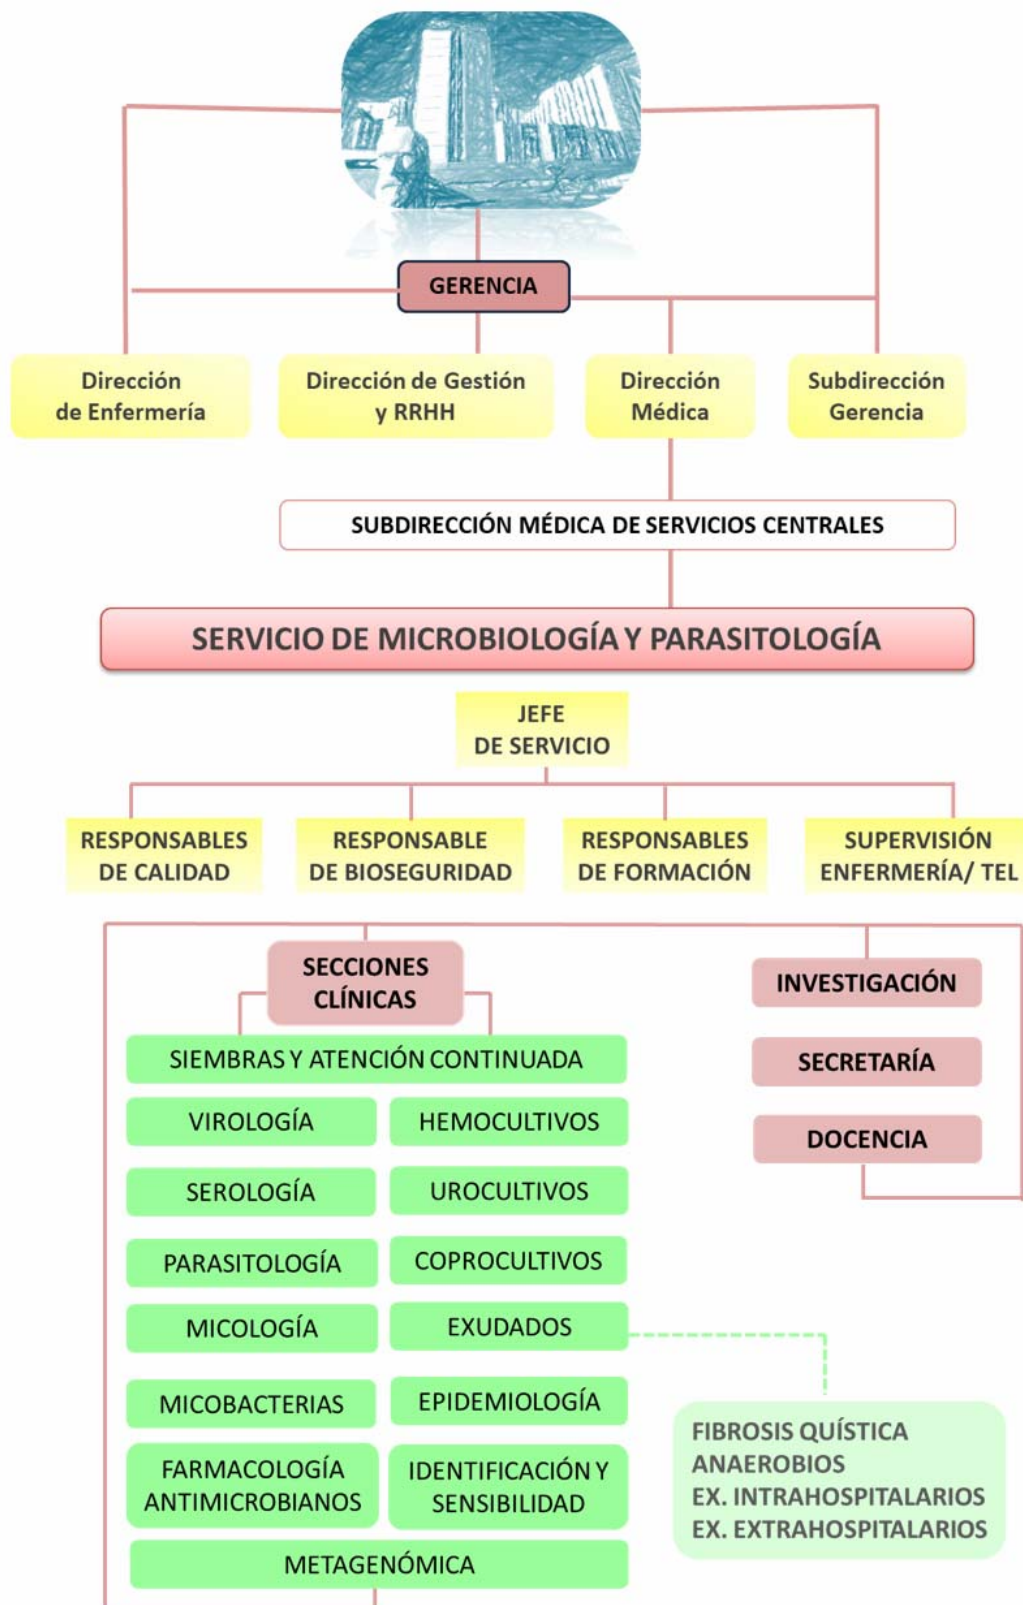 GERENCIA
Dirección
de Enfermería
Dirección de Gestión
y RRHH
Dirección
Médica
Subdirección
Gerencia
SUBDIRECCIÓN MÉDICA DE SERVICIOS CENTRALES
SERVICIO DE MICROBIOLOGÍA Y PARASITOLOGÍA
JEFE
DE SERVICIO
RESPONSABLES
DE CALIDAD
RESPONSABLE
DE BIOSEGURIDAD
RESPONSABLES
DE FORMACIÓN
SUPERVISIÓN
ENFERMERÍA/ TEL
SECCIONES
CLÍNICAS
SIEMBRAS Y ATENCIÓN CONTINUADA
VIROLOGÍA
HEMOCULTIVOS
SEROLOGÍA
UROCULTIVOS
PARASITOLOGÍA
COPROCULTIVOS
MICOLOGÍA
EXUDADOS
MICOBACTERIAS
EPIDEMIOLOGÍA
FARMACOLOGÍA
ANTIMICROBIANOS
IDENTIFICACIÓN Y
SENSIBILIDAD
METAGENÓMICA
INVESTIGACIÓN
SECRETARÍA
DOCENCIA
FIBROSIS QUÍSTICA
ANAEROBIOS
EX. INTRAHOSPITALARIOS
EX. EXTRAHOSPITALARIOS